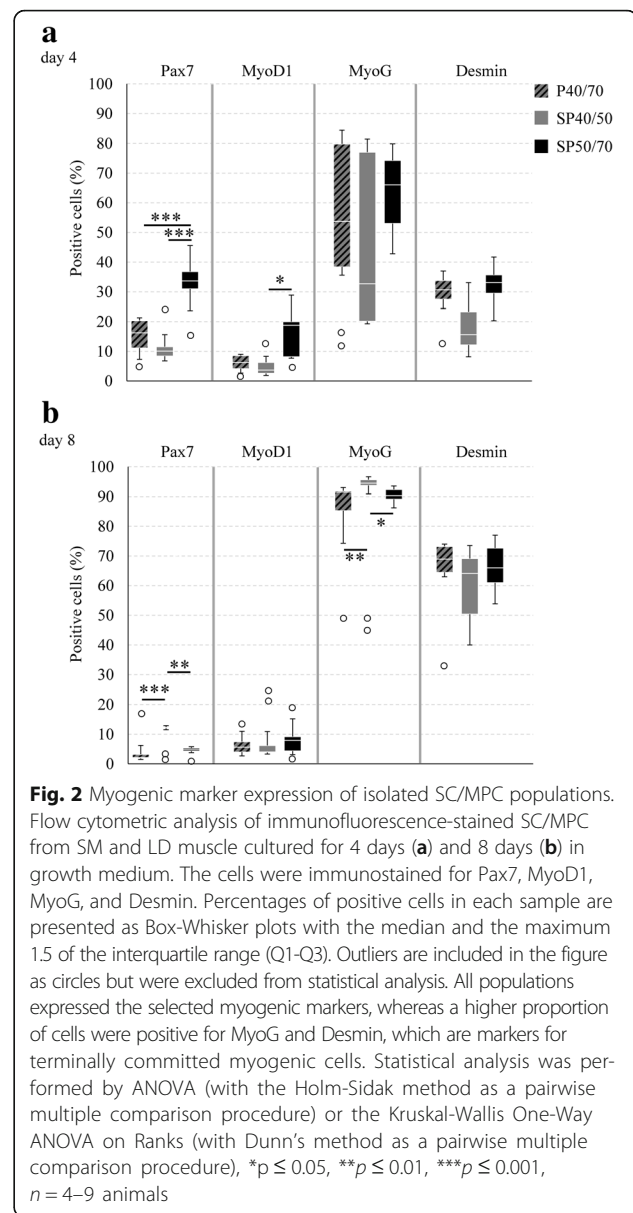 a
day 4
Pax7 MyoD1 MyoG Desmin
100
90
80
70
60
50
40
30
20
10
0
Positive cells (%)
P40/70
SP40/50
SP50/70
***
***
*
b
day 8
Pax7 MyoD1 MyoG Desmin
100
90
80
70
60
50
40
30
20
10
0
Positive cells (%)
***
**
**
*
Fig. 2 Myogenic marker expression of isolated SC/MPC populations.
Flow cytometric analysis of immunofluorescence-stained SC/MPC
from SM and LD muscle cultured for 4 days (a) and 8 days (b) in
growth medium. The cells were immunostained for Pax7, MyoD1,
MyoG, and Desmin. Percentages of positive cells in each sample are
presented as Box-Whisker plots with the median and the maximum
1.5 of the interquartile range (Q1-Q3). Outliers are included in the figure
as circles but were excluded from statistical analysis. All populations
expressed the selected myogenic markers, whereas a higher proportion
of cells were positive for MyoG and Desmin, which are markers for
terminally committed myogenic cells. Statistical analysis was per-
formed by ANOVA (with the Holm-Sidak method as a pairwise
multiple comparison procedure) or the Kruskal-Wallis One-Way
ANOVA on Ranks (with Dunn's method as a pairwise multiple
comparison procedure), *p ≤ 0.05, **p ≤ 0.01, ***p ≤ 0.001,
n = 4–9 animals